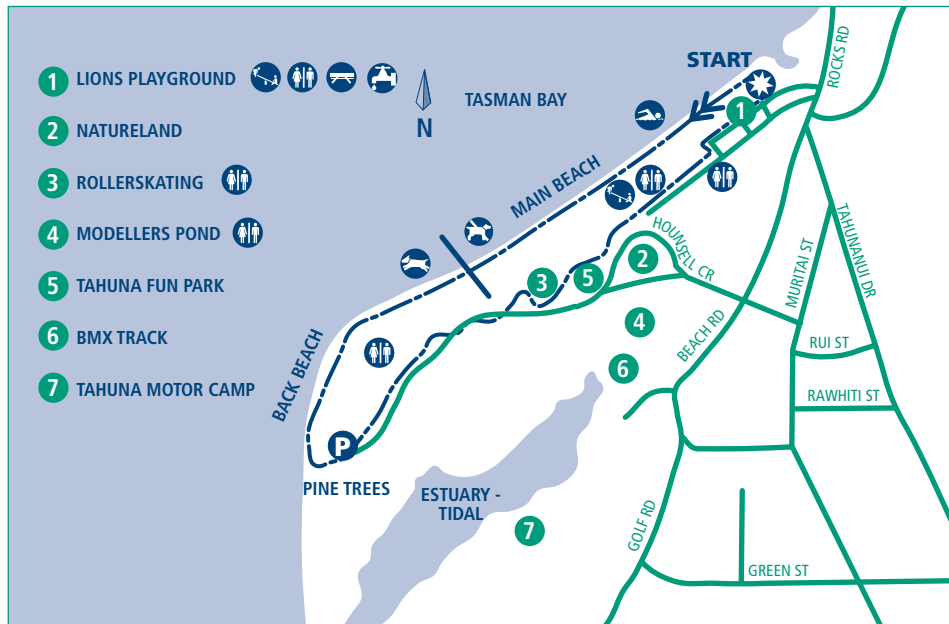 1 LIONS PLAYGROUND
2 NATURELAND
3 ROLLERSKATING
4 MODELLERS POND
5 TAHUNA FUN PARK
6 BMX TRACK
7 TAHUNA MOTOR CAMP
N
TASMAN BAY
START
ROCKS RD
1
MAIN BEACH
HOUNSELL CR
2
3
5
4
6
MURITAI ST
TAHUNANUI DR
BEACH RD
RUI ST
RAWHITI ST
BACK BEACH
P
PINE TREES
ESTUARY -
TIDAL
7
GOLF RD
GREEN ST